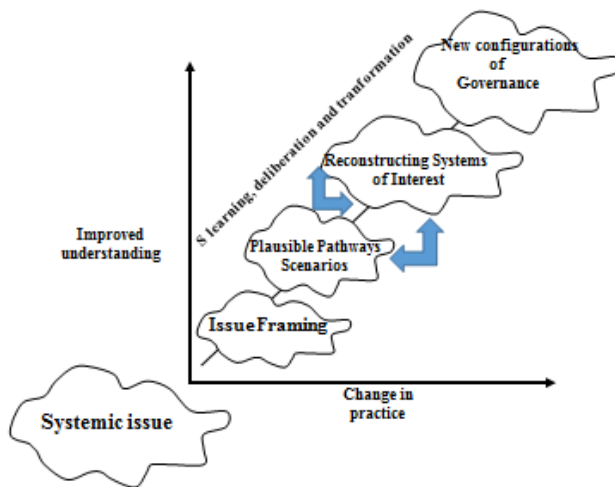 New configurations
of
Governance
S learning, deliberation and tranformation
Reconstructing Systems
of Interest
Improved
understanding
Plausible Pathways
Scenarios
Issue Framing
Change in
practice
Systemic issue